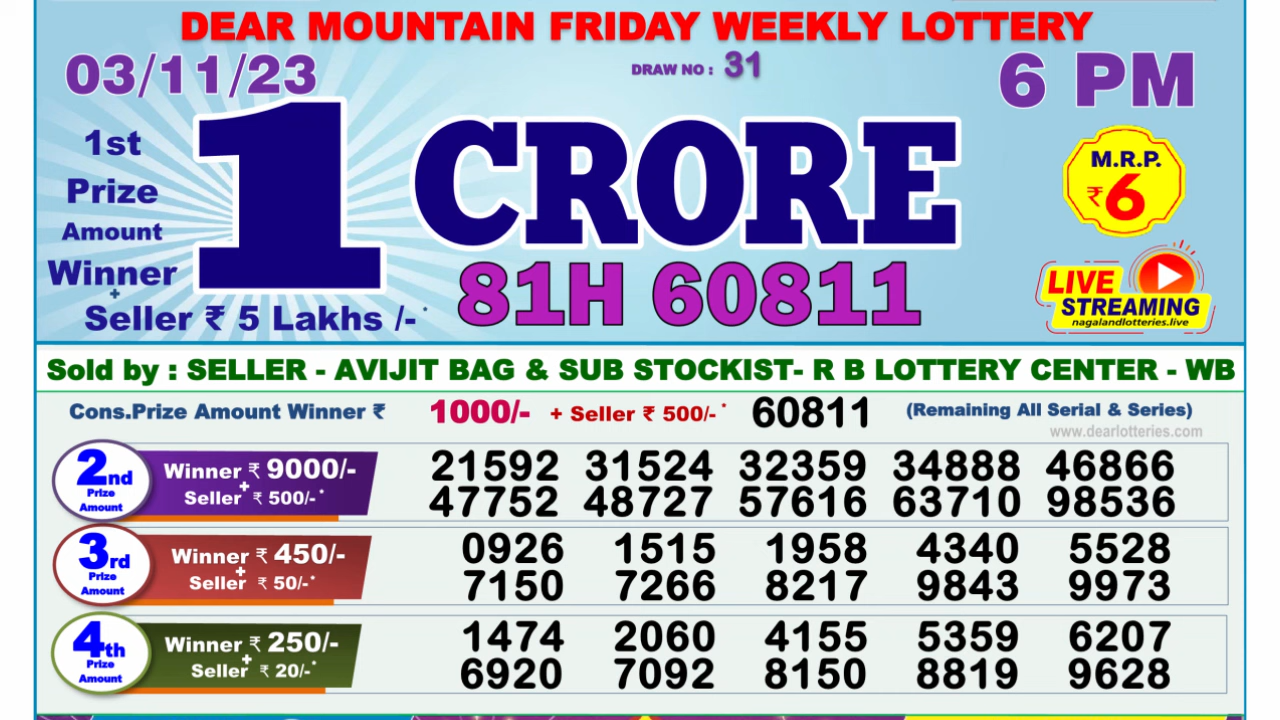 DEAR MOUNTAIN FRIDAY WEEKLY LOTTERY
03/11/23
DRAW NO : 31
6 PM
1st
Prize
Amount
Winner
+
Seller ₹ 5 Lakhs /- *
1 CRORE
81H 60811
M.R.P.
₹6
LIVE
STREAMING
nagalandlotteries.live
Sold by : SELLER - AVIJIT BAG & SUB STOCKIST- R B LOTTERY CENTER - WB
Cons.Prize Amount Winner ₹ 1000/- + Seller ₹ 500/- * 60811 (Remaining All Serial & Series)
www.dearlotteries.com
2nd
Prize
Amount
Winner ₹ 9000/-
+
Seller ₹ 500/- *
21592 31524 32359 34888 46866
47752 48727 57616 63710 98536
3rd
Prize
Amount
Winner ₹ 450/-
+
Seller ₹ 50/- *
0926 1515 1958 4340 5528
7150 7266 8217 9843 9973
4th
Prize
Amount
Winner ₹ 250/-
+
Seller ₹ 20/- *
1474 2060 4155 5359 6207
6920 7092 8150 8819 9628